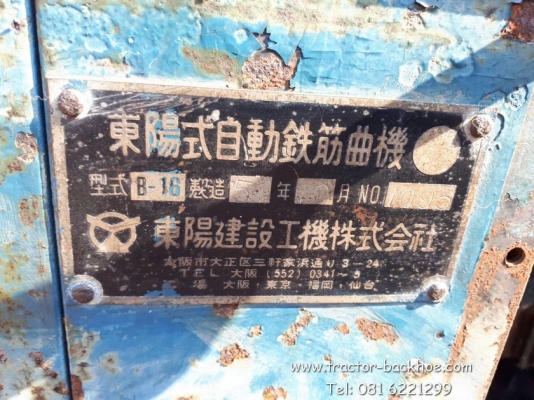 東陽式自動鉄筋曲機
型式 B-16 製造 年 月 NO.
東陽建設工機株式会社
大阪市大正区三軒家浜通り3-24
TEL 大阪 (552) 0341~5
場 大阪・東京・福岡・仙台
www.tractor-backhoe.com
Tel: 081 6221299